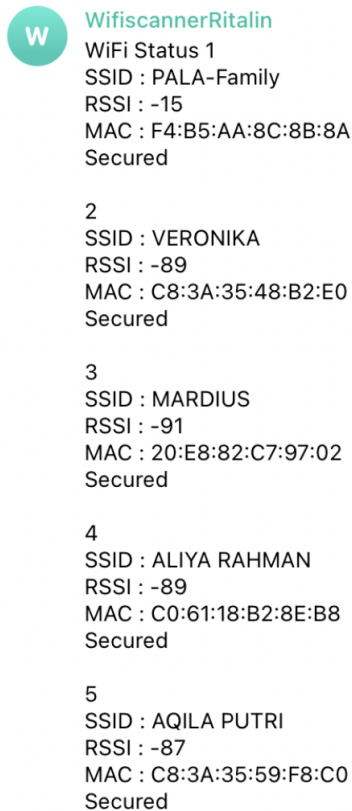 W
WifiscannerRitalin
WiFi Status 1
SSID : PALA-Family
RSSI : -15
MAC : F4:B5:AA:8C:8B:8A
Secured
2
SSID : VERONIKA
RSSI : -89
MAC : C8:3A:35:48:B2:E0
Secured
3
SSID : MARDIUS
RSSI : -91
MAC : 20:E8:82:C7:97:02
Secured
4
SSID : ALIYA RAHMAN
RSSI : -89
MAC : C0:61:18:B2:8E:B8
Secured
5
SSID : AQILA PUTRI
RSSI : -87
MAC : C8:3A:35:59:F8:C0
Secured